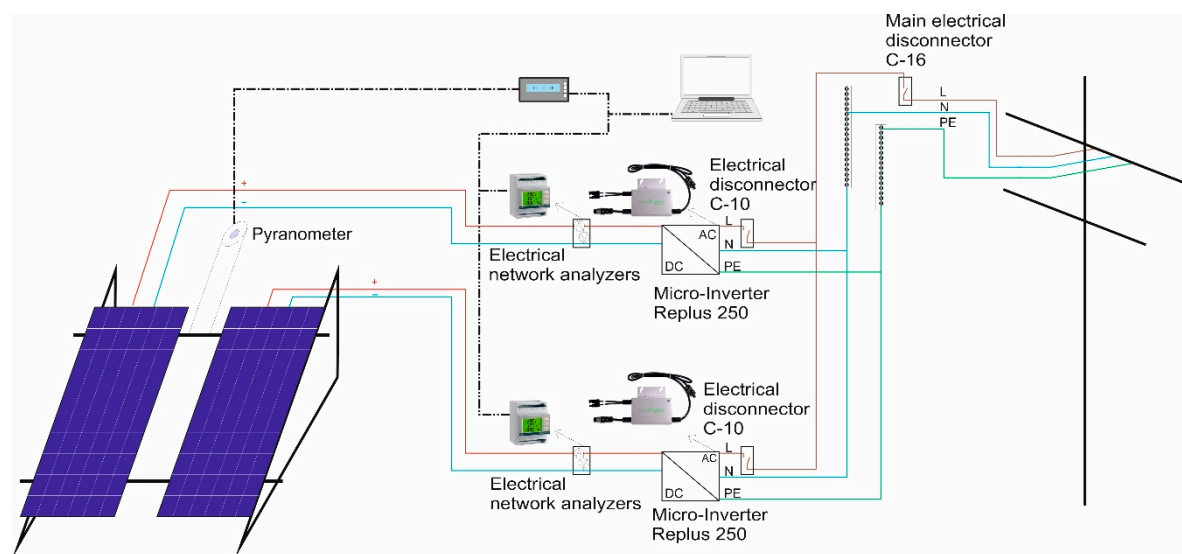 Main electrical
disconnector
C-16
L
N
PE
Electrical
disconnector
C-10
+
−
Pyranometer
L
AC
N
Electrical
network analyzers
DC
PE
Micro-Inverter
Replus 250
+
−
Electrical
disconnector
C-10
L
AC
N
Electrical
network analyzers
DC
PE
Micro-Inverter
Replus 250